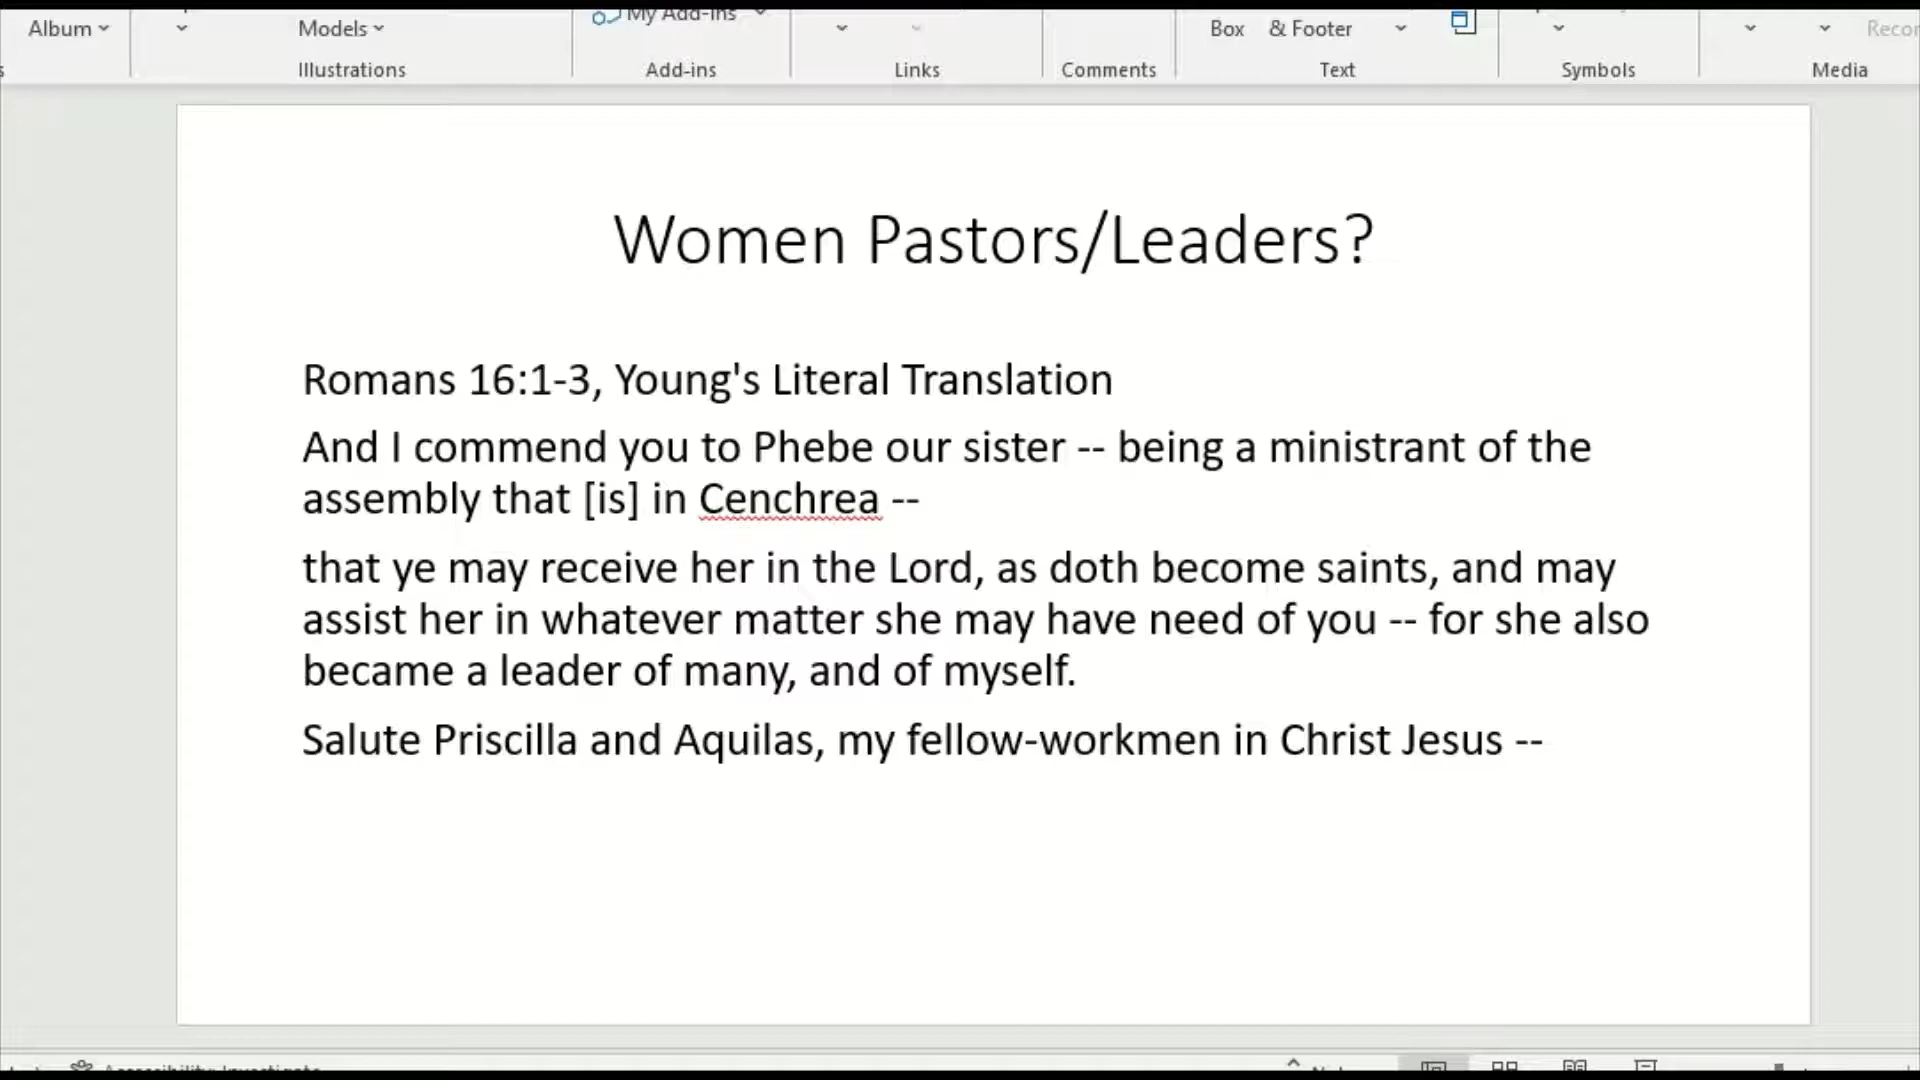 My Add-ins
Album
Models
Box & Footer
Recor
Illustrations
Add-ins
Links
Comments
Text
Symbols
Media
Women Pastors/Leaders?
Romans 16:1-3, Young's Literal Translation
And I commend you to Phebe our sister -- being a ministrant of the
assembly that [is] in Cenchrea --
that ye may receive her in the Lord, as doth become saints, and may
assist her in whatever matter she may have need of you -- for she also
became a leader of many, and of myself.
Salute Priscilla and Aquilas, my fellow-workmen in Christ Jesus --
Accessibility: Investigate